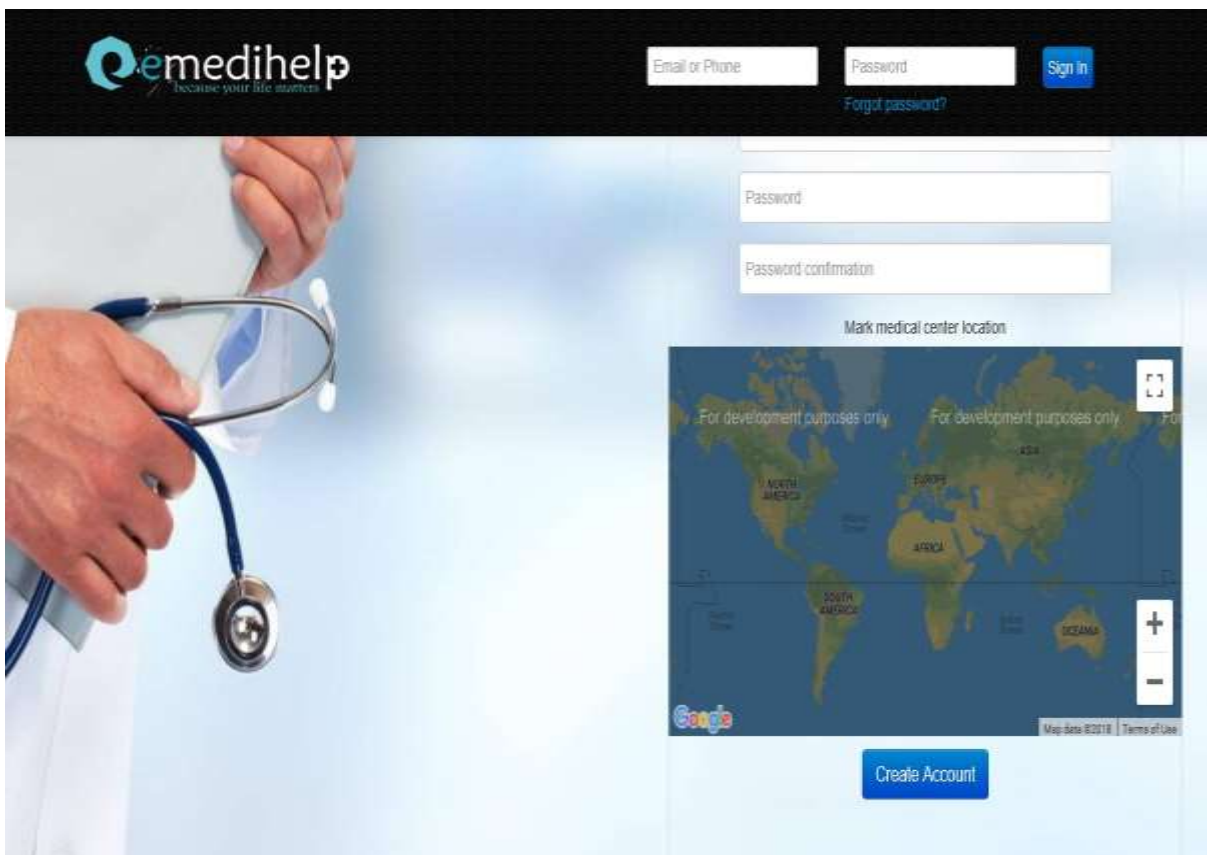 emedihelp
because your life matters
Email or Phone
Password
Sign In
Forgot password?
Password
Password confirmation
Mark medical center location
For development purposes only
For development purposes only
For
ASIA
NORTH
AMERICA
EUROPE
AFRICA
SOUTH
AMERICA
OCEANIA
Google
Map data ©2018
Terms of Use
Create Account